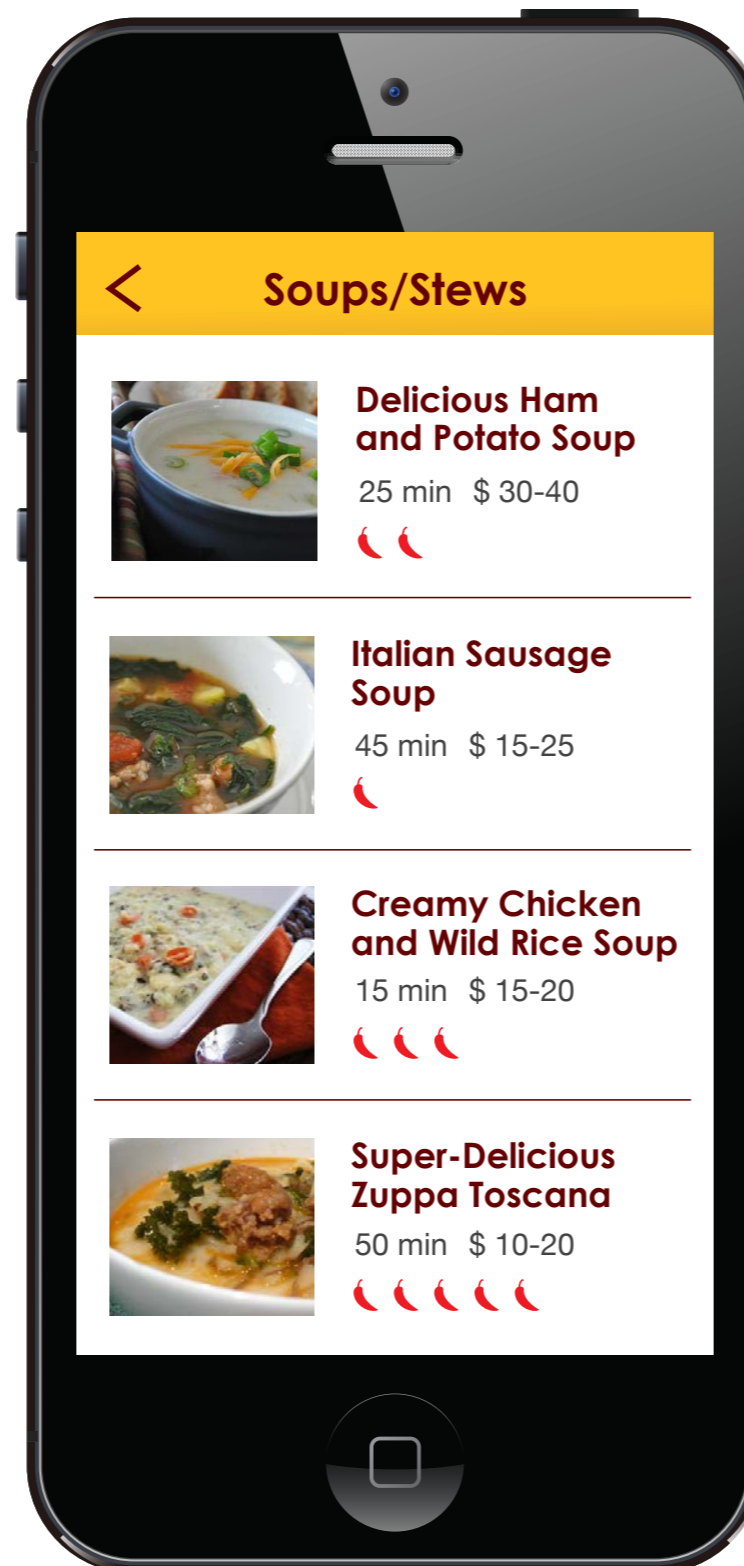 Soups/Stews
Delicious Ham
and Potato Soup
25 min $ 30-40
Italian Sausage
Soup
45 min $ 15-25
Creamy Chicken
and Wild Rice Soup
15 min $ 15-20
Super-Delicious
Zuppa Toscana
50 min $ 10-20